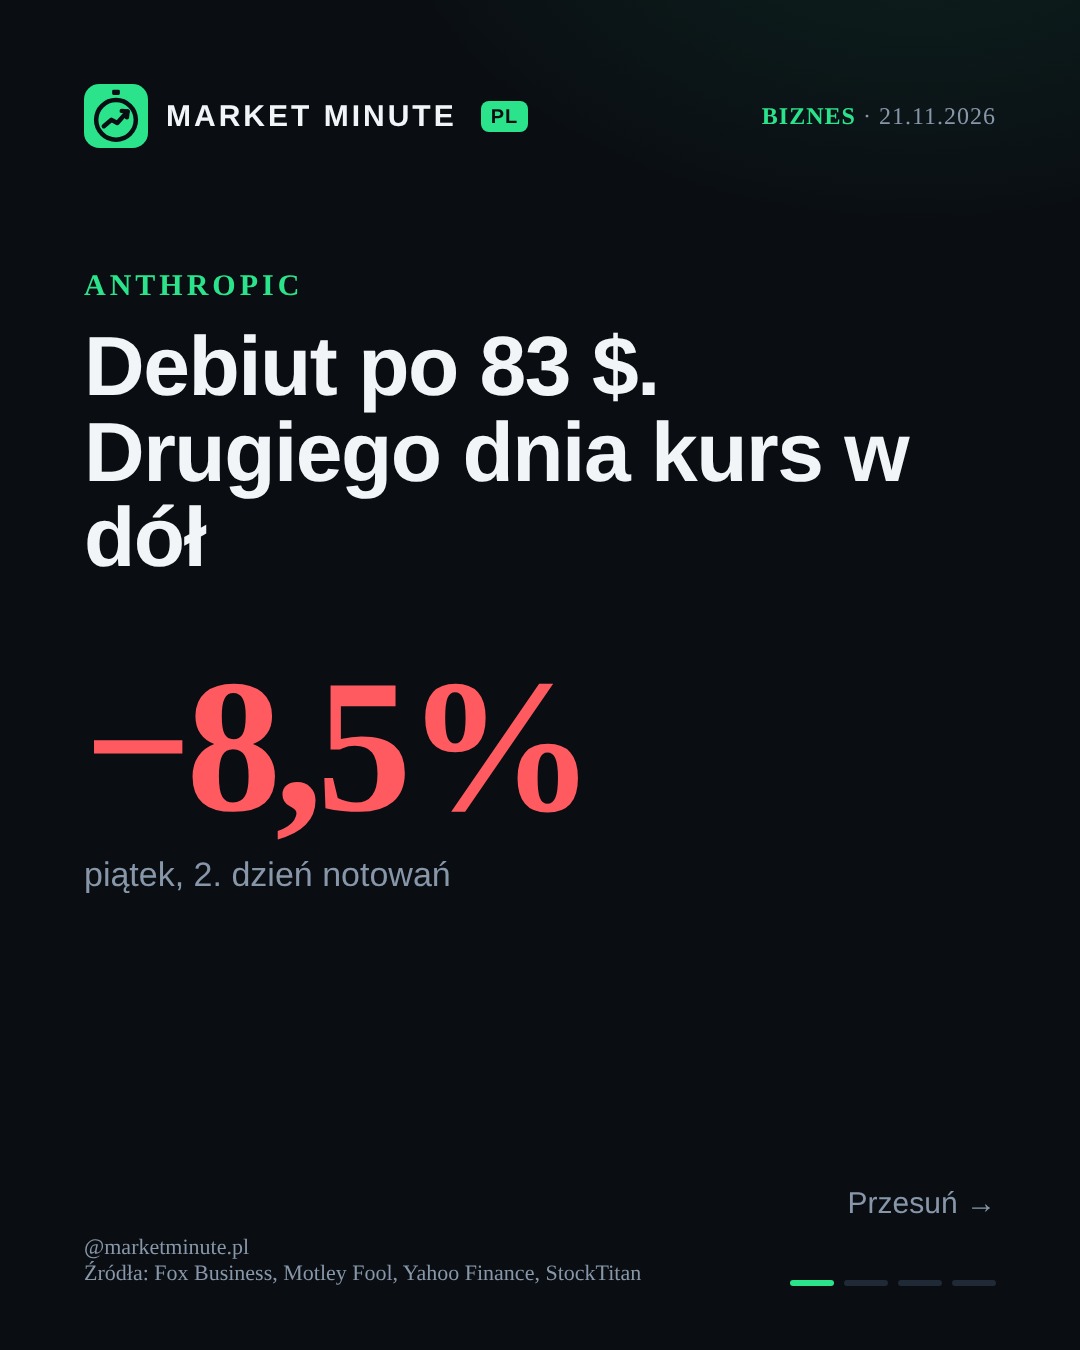 MARKET MINUTE PL
BIZNES · 21.11.2026
ANTHROPIC
Debiut po 83 $.
Drugiego dnia kurs w
dół
−8,5%
piątek, 2. dzień notowań
Przesuń →
@marketminute.pl
Źródła: Fox Business, Motley Fool, Yahoo Finance, StockTitan